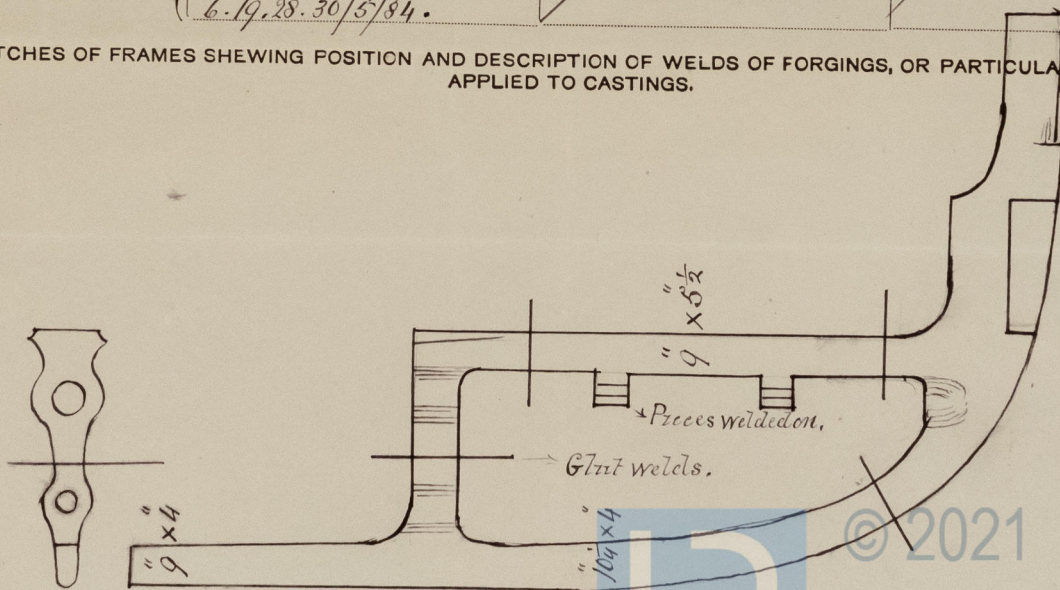 6.19.28.30/5/84.
TCHES OF FRAMES SHEWING POSITION AND DESCRIPTION OF WELDS OF FORGINGS, OR PARTICULA
APPLIED TO CASTINGS.
9" x 5½"
Pieces welded on.
Glut welds.
9" x 4"
10¼" x 4"
© 2021